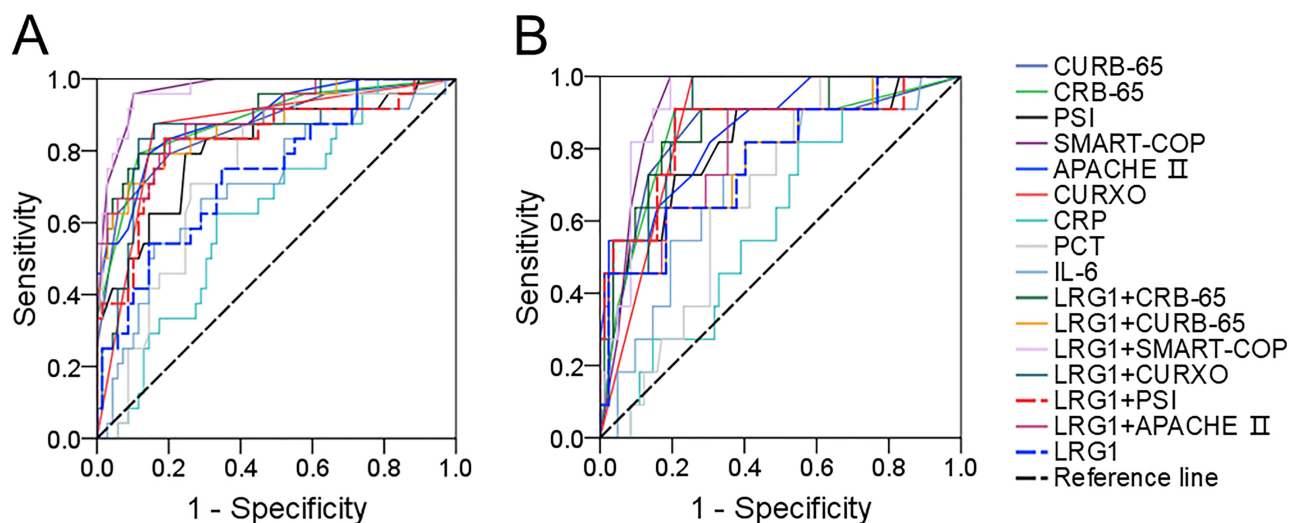 A
B
1.0
0.8
0.6
0.4
0.2
0.0
Sensitivity
0.0 0.2 0.4 0.6 0.8 1.0
1 - Specificity
1.0
0.8
0.6
0.4
0.2
0.0
Sensitivity
0.0 0.2 0.4 0.6 0.8 1.0
1 - Specificity
CURB-65
CRB-65
PSI
SMART-COP
APACHE Ⅱ
CURXO
CRP
PCT
IL-6
LRG1+CRB-65
LRG1+CURB-65
LRG1+SMART-COP
LRG1+CURXO
LRG1+PSI
LRG1+APACHE Ⅱ
LRG1
Reference line